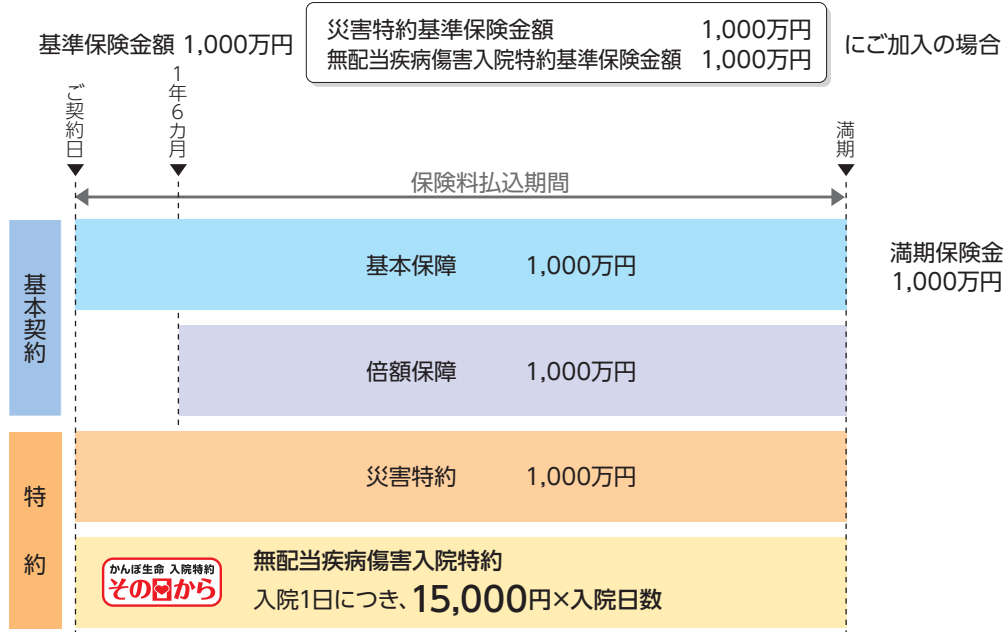 基準保険金額 1,000万円
災害特約基準保険金額 1,000万円
無配当疾病傷害入院特約基準保険金額 1,000万円
にご加入の場合
ご契約日
1年6カ月
満期
保険料払込期間
基本契約
基本保障 1,000万円
満期保険金
1,000万円
倍額保障 1,000万円
特約
災害特約 1,000万円
かんぽ生命 入院特約
その日から
無配当疾病傷害入院特約
入院1日につき、15,000円×入院日数